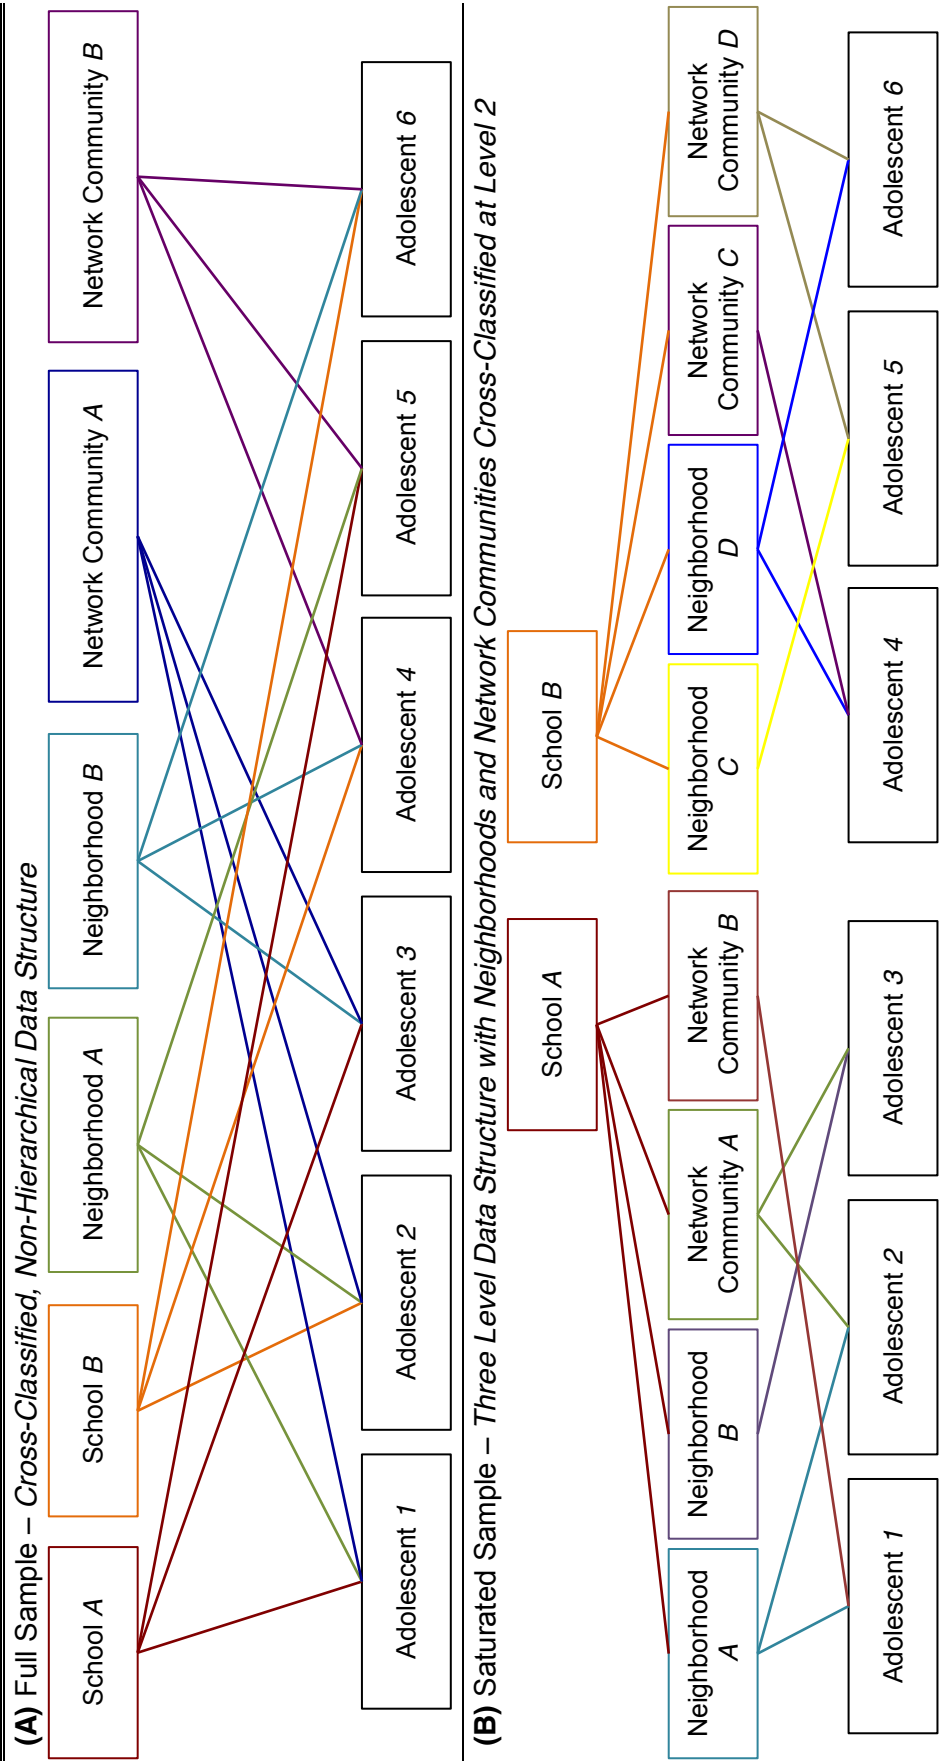 (A) Full Sample – Cross-Classified, Non-Hierarchical Data Structure
School A
School B
Neighborhood A
Neighborhood B
Network Community A
Network Community B
Adolescent 1
Adolescent 2
Adolescent 3
Adolescent 4
Adolescent 5
Adolescent 6
(B) Saturated Sample – Three Level Data Structure with Neighborhoods and Network Communities Cross-Classified at Level 2
School A
School B
Neighborhood
A
Neighborhood
B
Network
Community A
Network
Community B
Neighborhood
C
Neighborhood
D
Network
Community C
Network
Community D
Adolescent 1
Adolescent 2
Adolescent 3
Adolescent 4
Adolescent 5
Adolescent 6